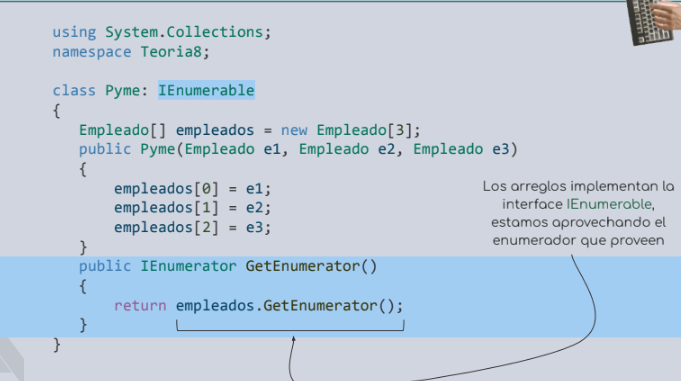 using System.Collections;
namespace Teoria8;
class Pyme: IEnumerable
{
Empleado[] empleados = new Empleado[3];
public Pyme(Empleado e1, Empleado e2, Empleado e3)
{
empleados[0] = e1;
empleados[1] = e2;
empleados[2] = e3;
}
public IEnumerator GetEnumerator()
{
return empleados.GetEnumerator();
}
}
Los arreglos implementan la
interface IEnumerable,
estamos aprovechando el
enumerador que proveen